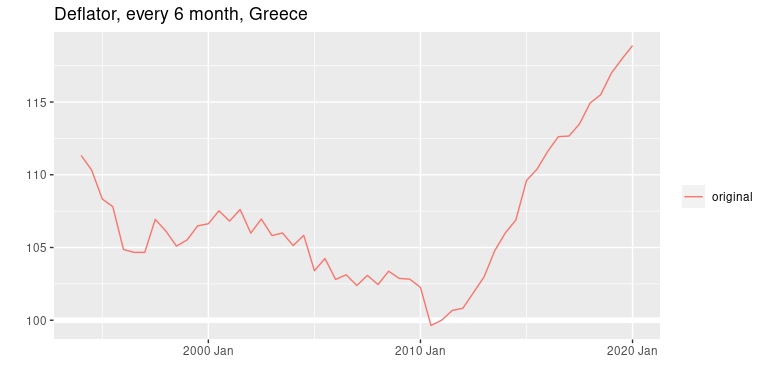 Deflator, every 6 month, Greece
115
110
105
100
2000 Jan
2010 Jan
2020 Jan
original